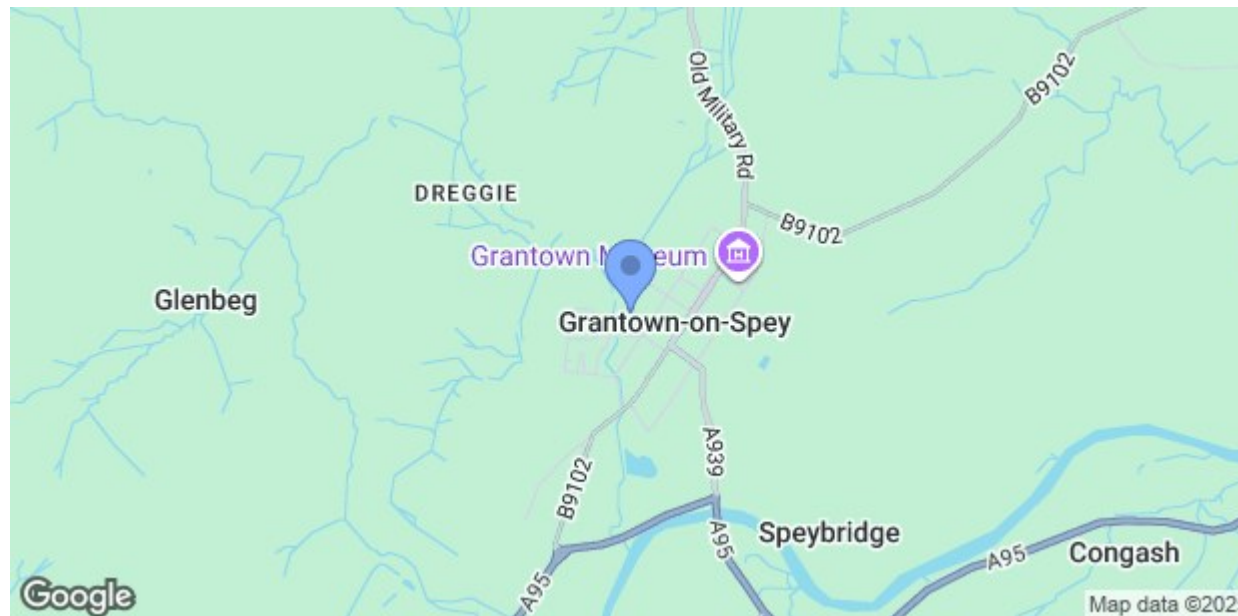 Old Military Rd
B9102
DREGGIE
B9102
Grantown M eum
Glenbeg
Grantown-on-Spey
A939
B9102
Speybridge
A95
A95
Congash
A95
Google
Map data ©202